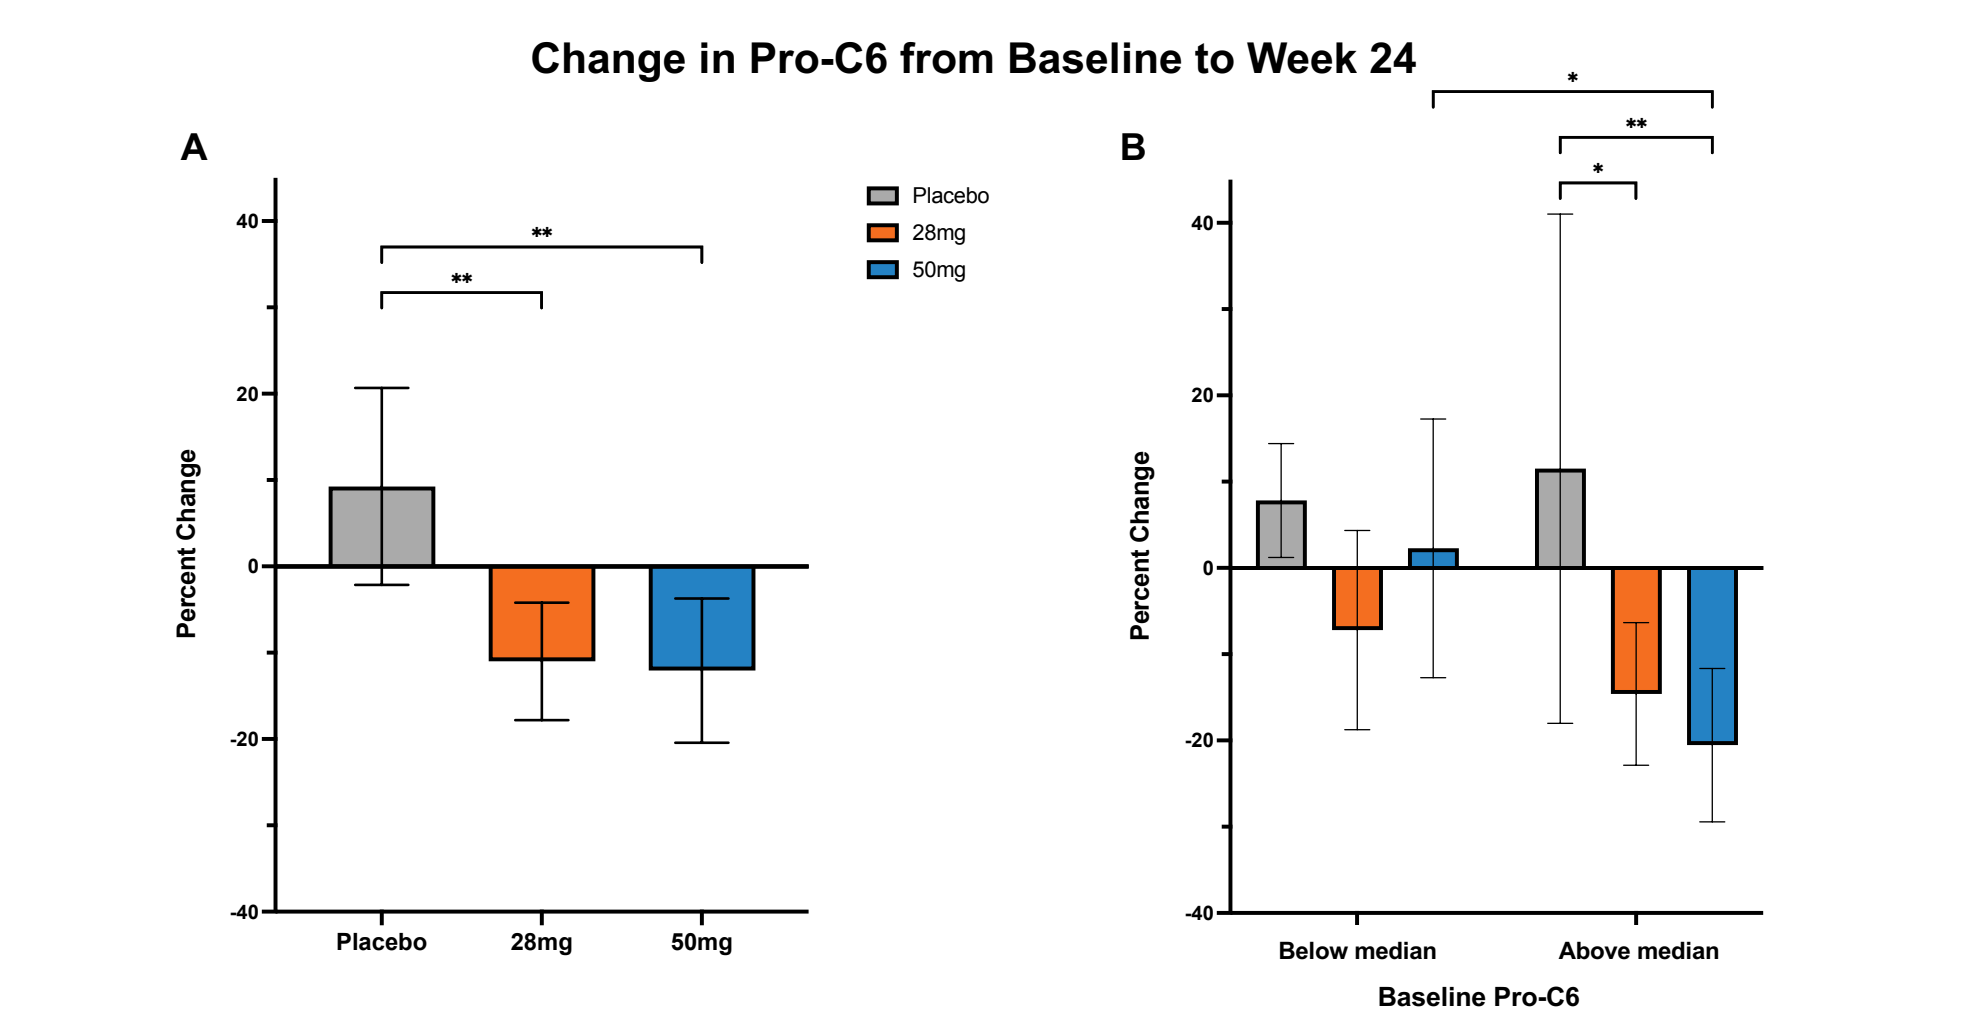 Change in Pro-C6 from Baseline to Week 24
A
Percent Change
40
20
0
-20
-40
**
**
Placebo
28mg
50mg
Placebo
28mg
50mg
B
Percent Change
40
20
0
-20
-40
*
**
*
Below median
Above median
Baseline Pro-C6